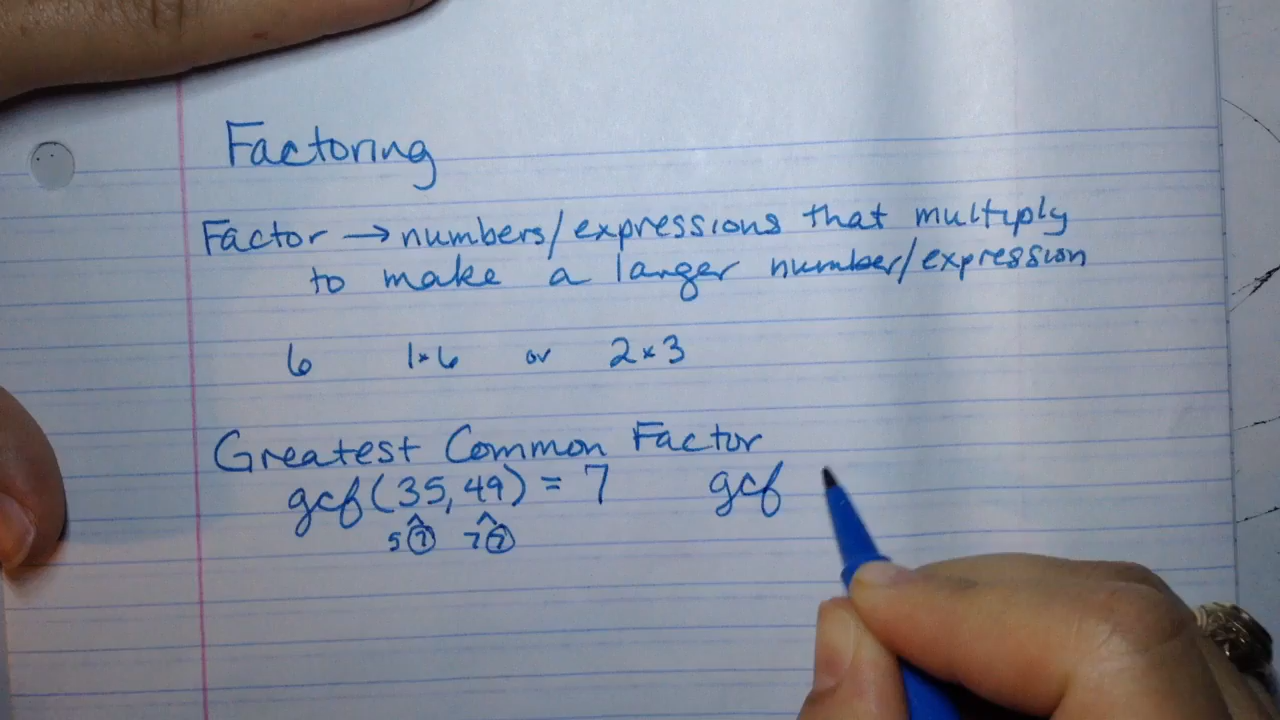 Factoring
Factor → numbers/expressions that multiply
to make a larger number/expression
6 1×6 or 2×3
Greatest Common Factor
gcf(35,49) = 7 gcf
5 7 7 7